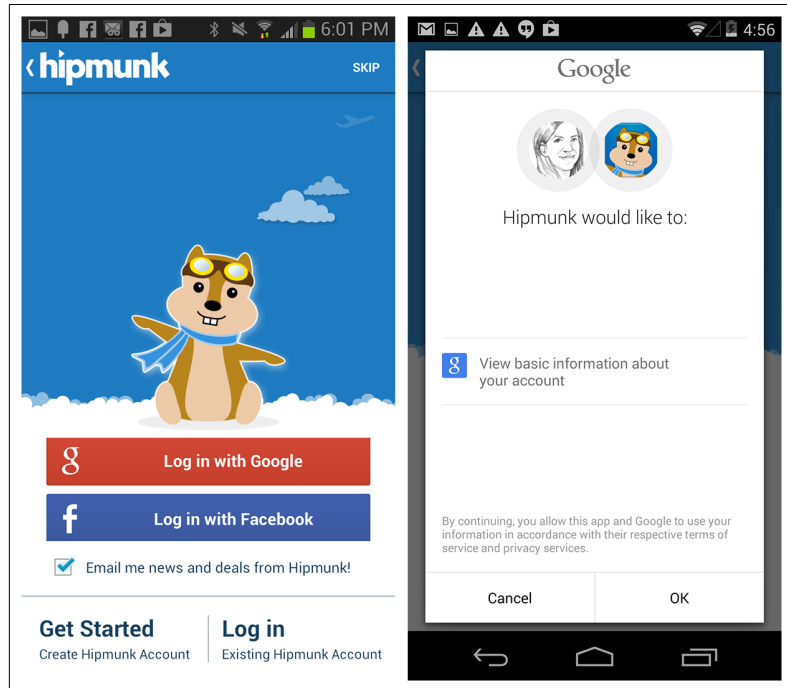 6:01 PM
hipmunk
SKIP
g
Log in with Google
f
Log in with Facebook
Email me news and deals from Hipmunk!
Get Started
Create Hipmunk Account
Log in
Existing Hipmunk Account
4:56
Google
Hipmunk would like to:
g
View basic information about
your account
By continuing, you allow this app and Google to use your
information in accordance with their respective terms of
service and privacy services.
Cancel
OK